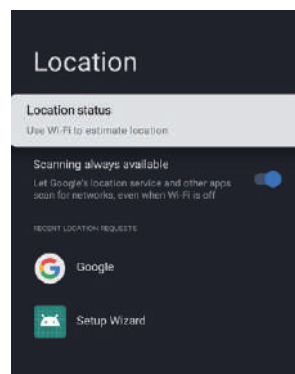 Location
Location status
Use Wi-Fi to estimate location
Scanning always available
Let Google's location service and other apps
scan for networks, even when Wi-Fi is off
RECENT LOCATION REQUESTS
Google
Setup Wizard